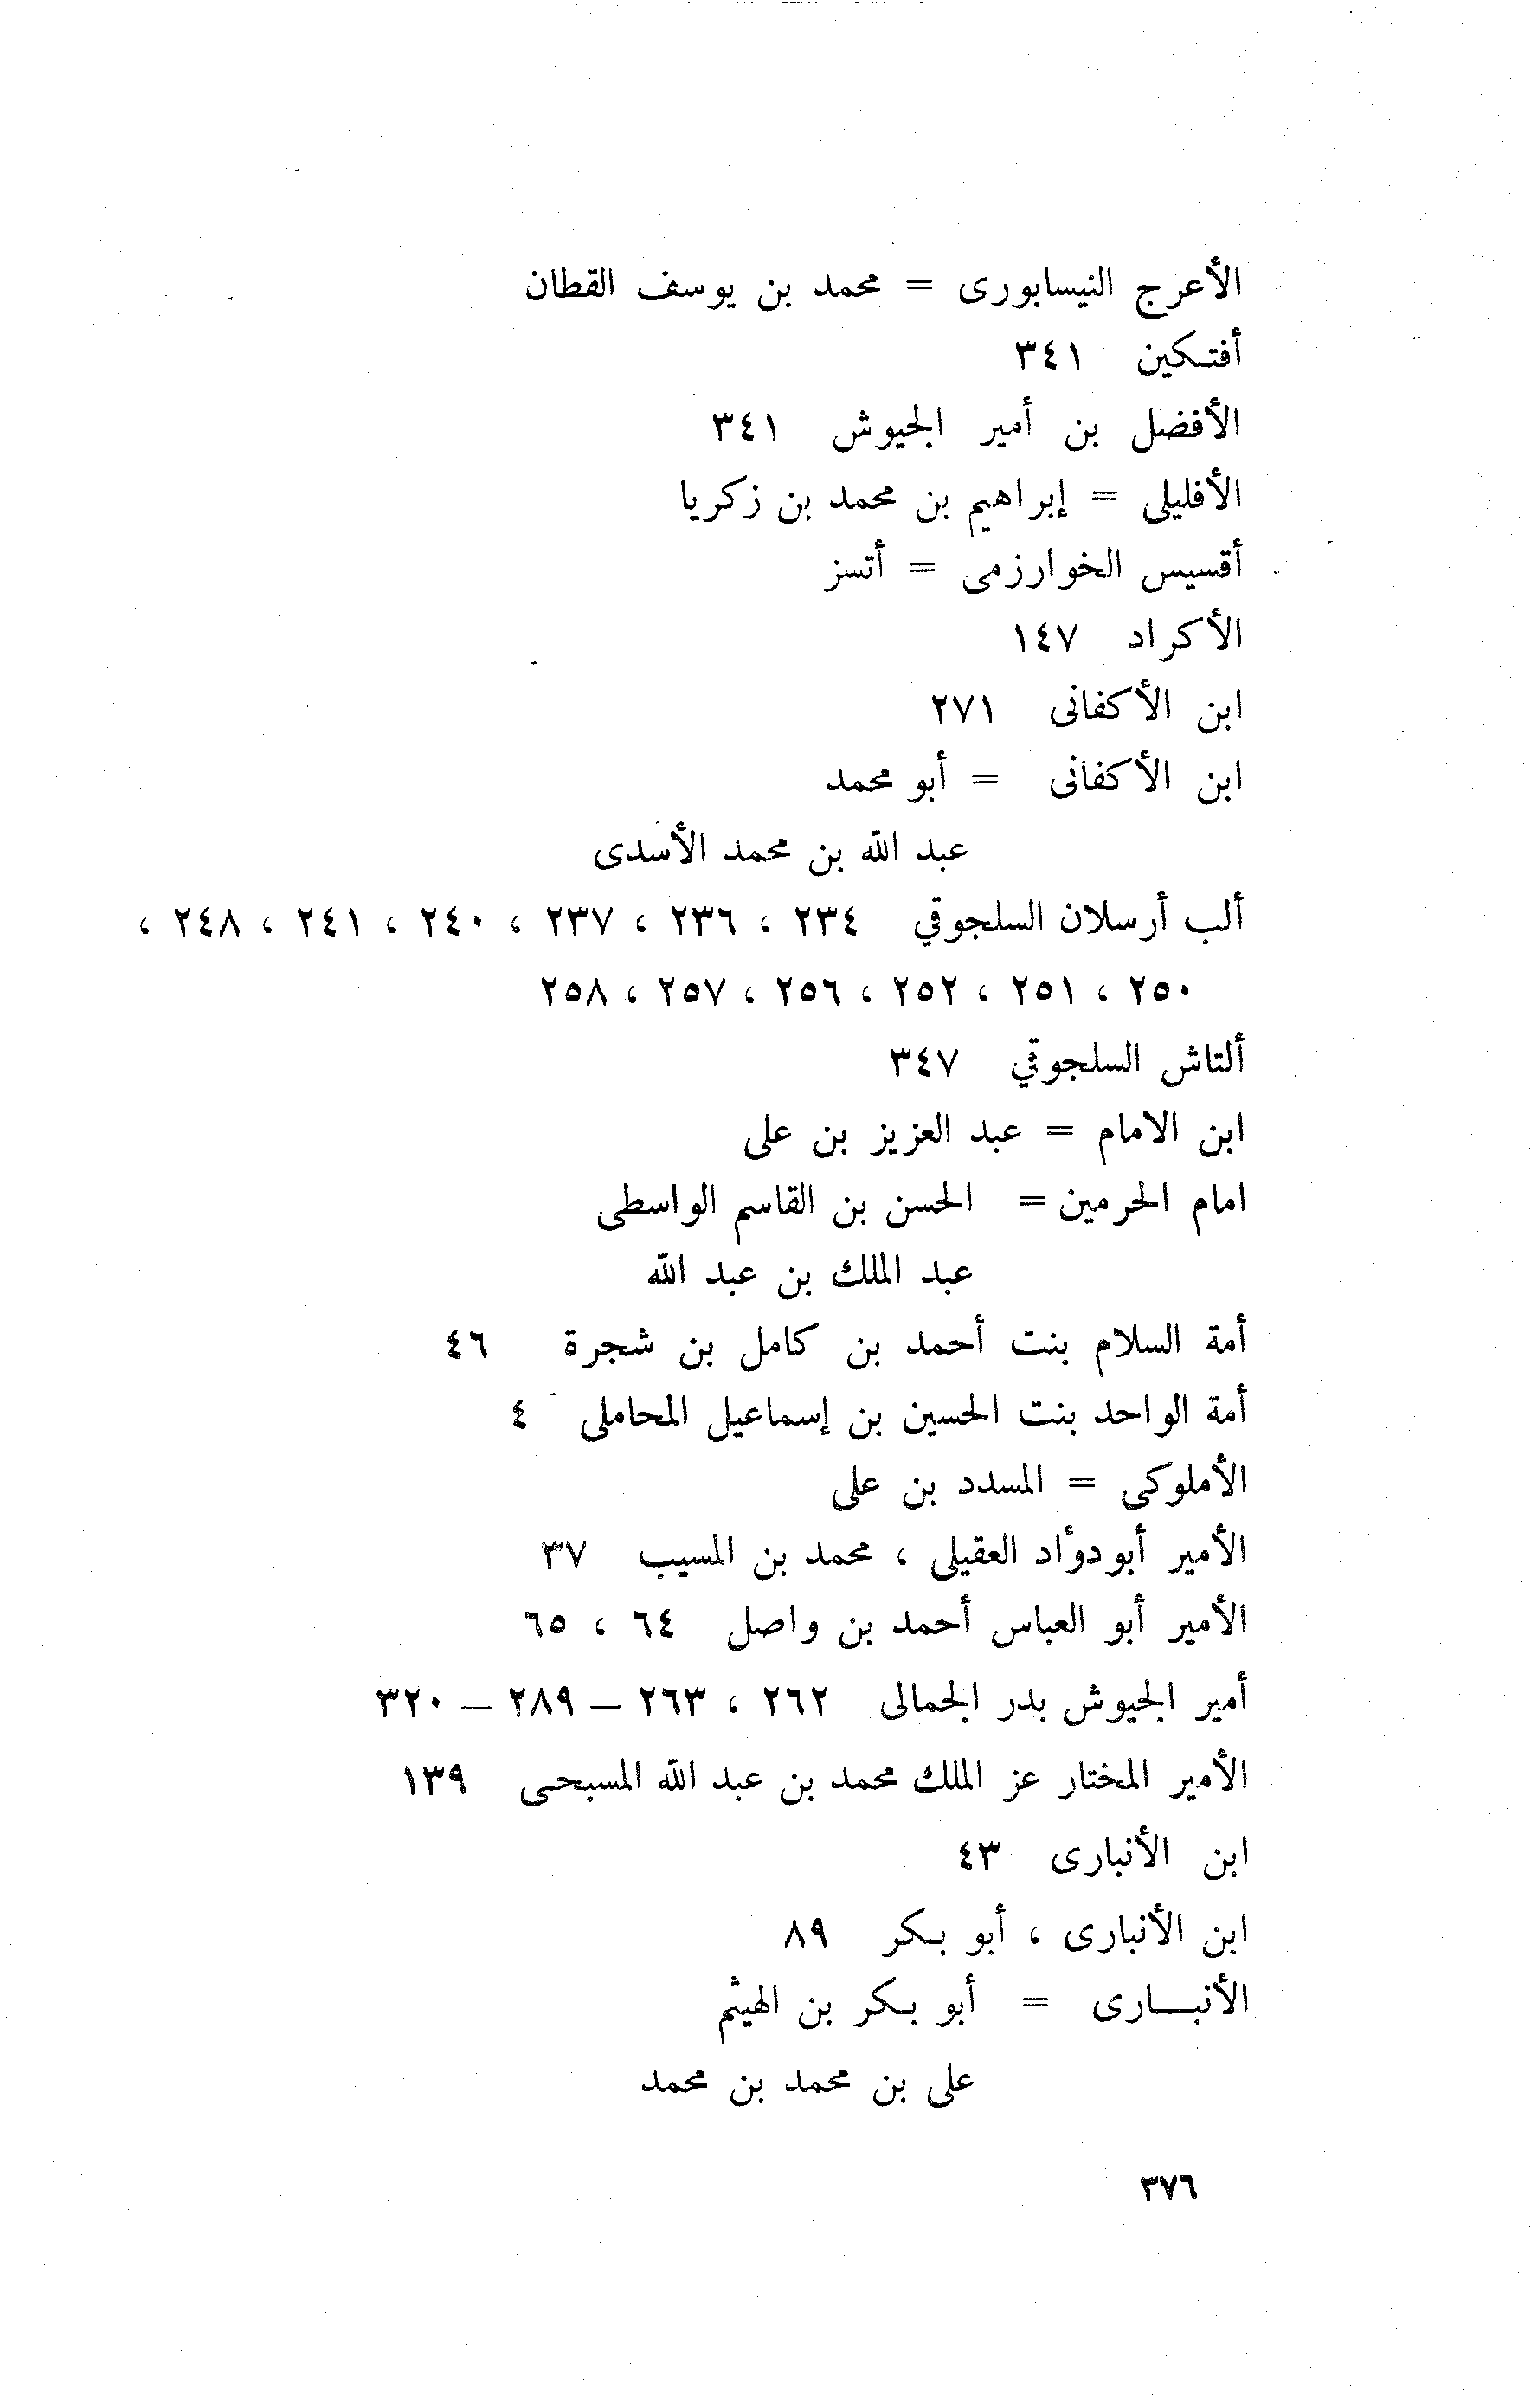 الأعرج النيسابورى = محمد بن يوسف القطان
أفتكين ٣٤١
الأفضل بن أمير الجيوش ٣٤١
الأفليلى = إبراهيم بن محمد بن زكريا
أقسيس الخوارزمى = أتسز
الأكراد ١٤٧
ابن الأكفانى ٢٧١
ابن الأكفانى = أبو محمد
عبد الله بن محمد الأسدى
ألب أرسلان السلجوقي ٢٣٤ ، ٢٣٦ ، ٢٣٧ ، ٢٤٠ ، ٢٤١ ، ٢٤٨ ،
٢٥٠ ، ٢٥١ ، ٢٥٢ ، ٢٥٦ ، ٢٥٧ ، ٢٥٨
ألتاش السلجوقي ٣٤٧
ابن الامام = عبد العزيز بن على
امام الحرمين = الحسن بن القاسم الواسطى
عبد الملك بن عبد الله
أمة السلام بنت أحمد بن كامل بن شجرة ٤٦
أمة الواحد بنت الحسين بن إسماعيل المحاملى ٤
الأملوكى = المسدد بن على
الأمير أبو دوأد العقيلى ، محمد بن المسيب ٣٧
الأمير أبو العباس أحمد بن واصل ٦٤ ، ٦٥
أمير الجيوش بدر الجمالى ٢٦٢ ، ٢٦٣ – ٢٨٩ – ٣٢٠
الأمير المختار عز الملك محمد بن عبد الله المسبحى ١٣٩
ابن الأنبارى ٤٣
ابن الأنبارى ، أبو بكر ٨٩
الأنبـــارى = أبو بكر بن الهيثم
على بن محمد بن محمد
٣٧٦